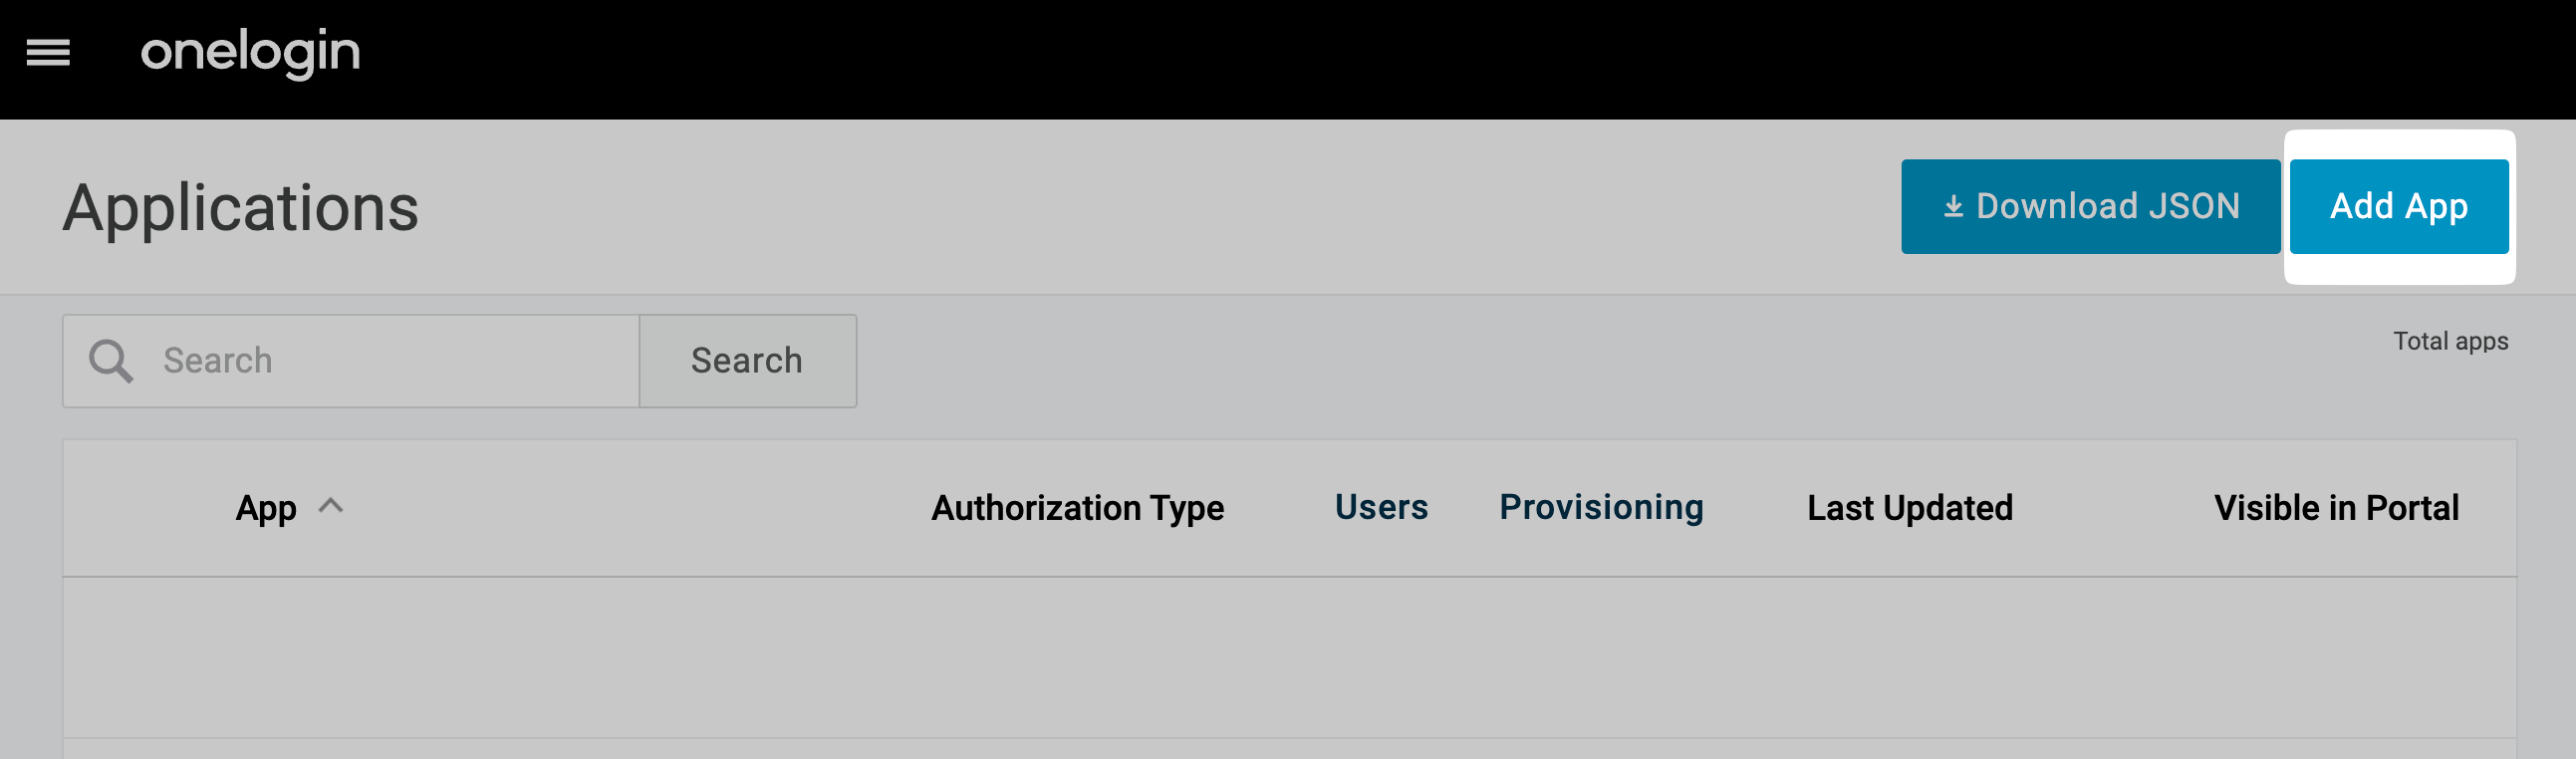 onelogin
Applications
Download JSON
Add App
Search
Search
Total apps
App
Authorization Type
Users
Provisioning
Last Updated
Visible in Portal